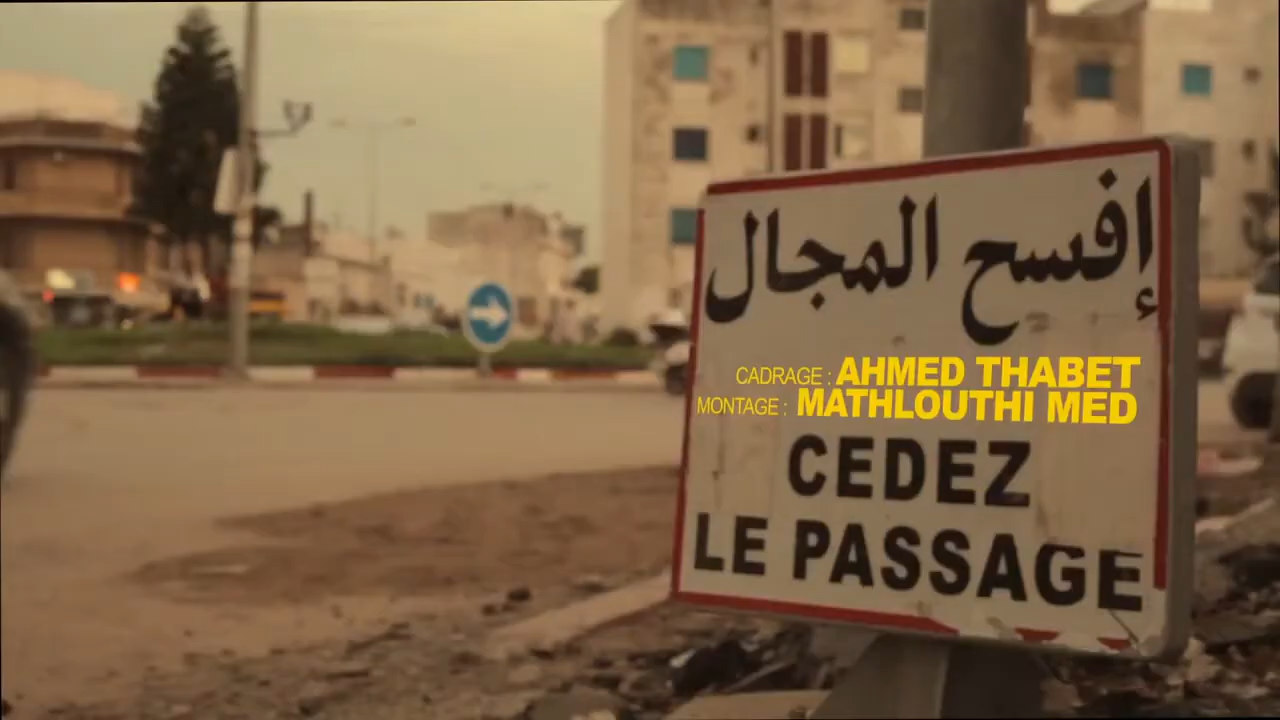 إفسح المجال
CADRAGE : AHMED THABET
MONTAGE : MATHLOUTHI MED
CEDEZ
LE PASSAGE